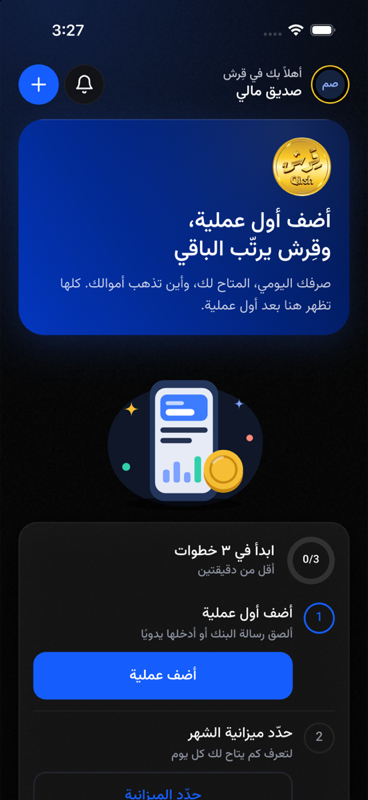 3:27
أهلاً بك في قِرش
صديق مالي
صم
قرش
Qirsh
أضف أول عملية،
وقِرش يرتّب الباقي
صرفك اليومي، المتاح لك، وأين تذهب أموالك. كلها
تظهر هنا بعد أول عملية.
ابدأ في ٣ خطوات
أقل من دقيقتين
0/3
أضف أول عملية
1
ألصق رسالة البنك أو أدخلها يدويًا
أضف عملية
حدّد ميزانية الشهر
2
لتعرف كم يتاح لك كل يوم
حدّد الميزانية